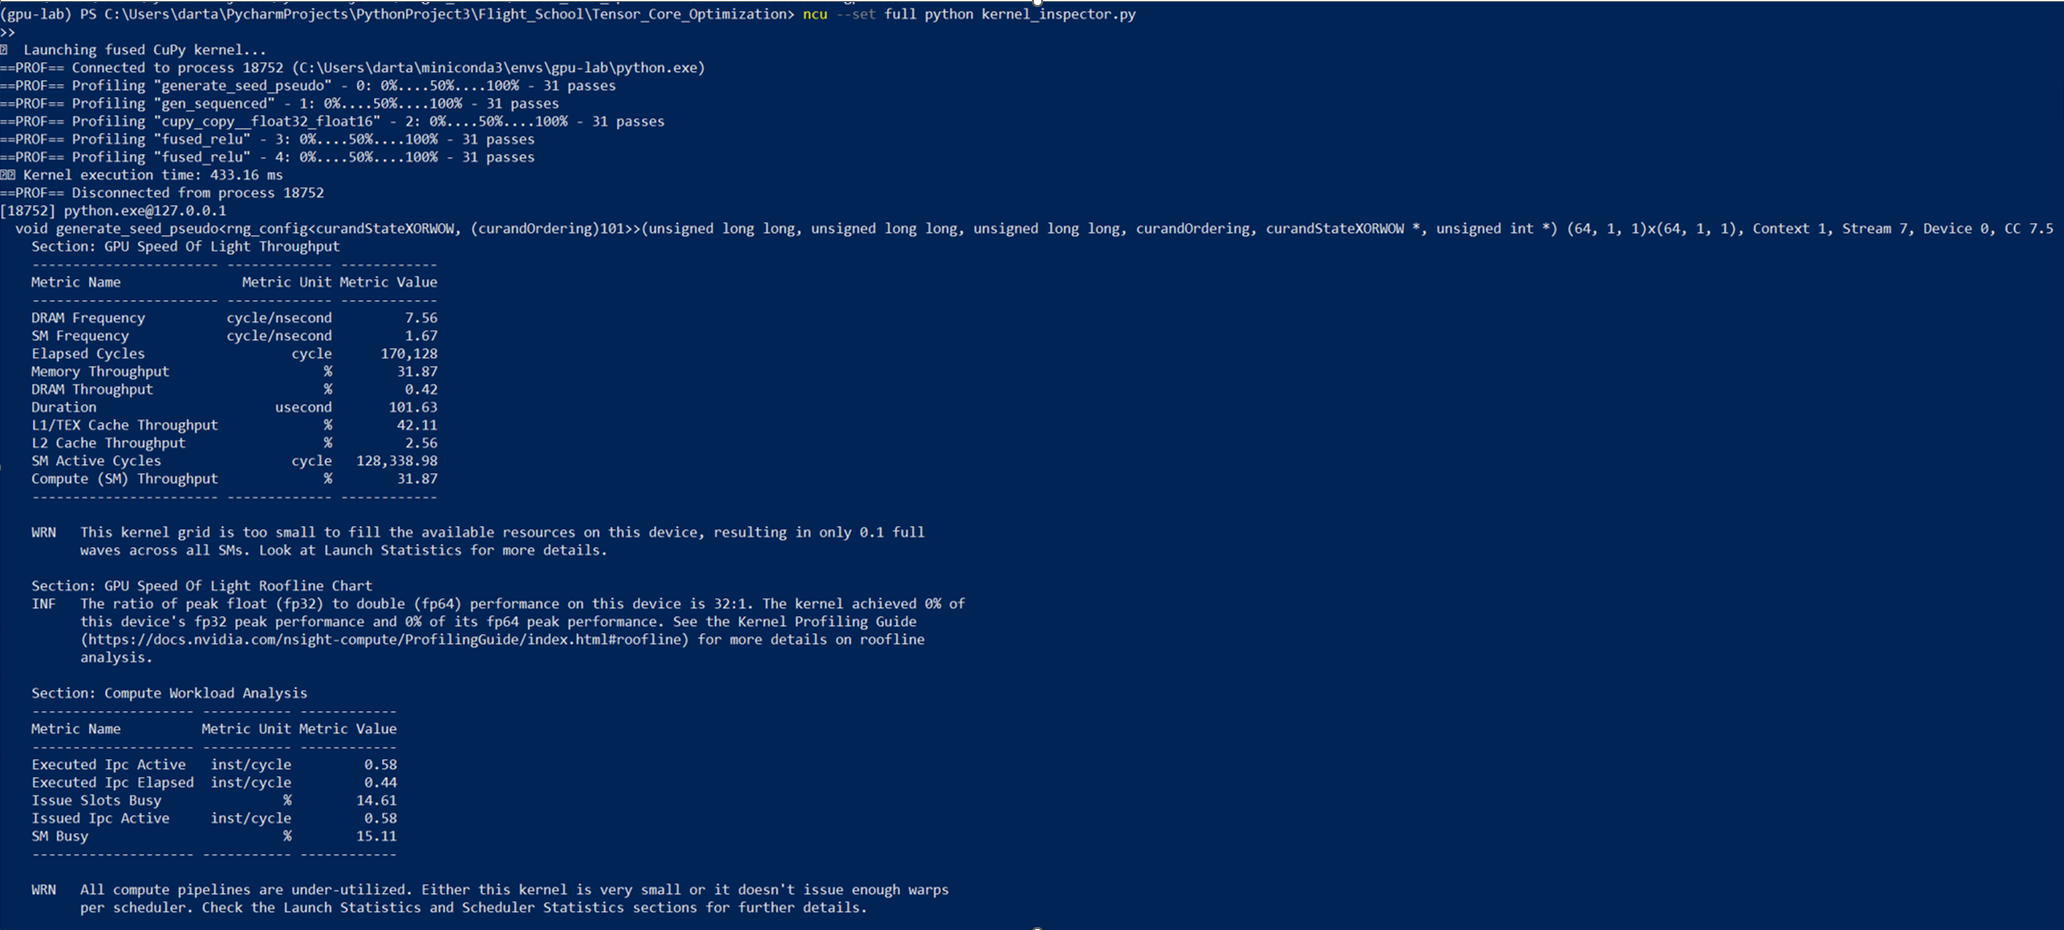 (gpu-lab) PS C:\Users\darta\PycharmProjects\PythonProject3\Flight_School\Tensor_Core_Optimization> ncu --set full python kernel_inspector.py
>>
Launching fused CuPy kernel...
==PROF== Connected to process 18752 (C:\Users\darta\miniconda3\envs\gpu-lab\python.exe)
==PROF== Profiling "generate_seed_pseudo" - 0: 0%....50%....100% - 31 passes
==PROF== Profiling "gen_sequenced" - 1: 0%....50%....100% - 31 passes
==PROF== Profiling "cupy_copy__float32_float16" - 2: 0%....50%....100% - 31 passes
==PROF== Profiling "fused_relu" - 3: 0%....50%....100% - 31 passes
==PROF== Profiling "fused_relu" - 4: 0%....50%....100% - 31 passes
Kernel execution time: 433.16 ms
==PROF== Disconnected from process 18752
[18752] python.exe@127.0.0.1
void generate_seed_pseudo<rng_config<curandStateXORWOW, (curandOrdering)101>>(unsigned long long, unsigned long long, unsigned long long, curandOrdering, curandStateXORWOW *, unsigned int *) (64, 1, 1)x(64, 1, 1), Context 1, Stream 7, Device 0, CC 7.5
Section: GPU Speed Of Light Throughput
----------------------- ------------- ------------
Metric Name Metric Unit Metric Value
----------------------- ------------- ------------
DRAM Frequency cycle/nsecond 7.56
SM Frequency cycle/nsecond 1.67
Elapsed Cycles cycle 170,128
Memory Throughput % 31.87
DRAM Throughput % 0.42
Duration usecond 101.63
L1/TEX Cache Throughput % 42.11
L2 Cache Throughput % 2.56
SM Active Cycles cycle 128,338.98
Compute (SM) Throughput % 31.87
----------------------- ------------- ------------
WRN This kernel grid is too small to fill the available resources on this device, resulting in only 0.1 full
waves across all SMs. Look at Launch Statistics for more details.
Section: GPU Speed Of Light Roofline Chart
INF The ratio of peak float (fp32) to double (fp64) performance on this device is 32:1. The kernel achieved 0% of
this device's fp32 peak performance and 0% of its fp64 peak performance. See the Kernel Profiling Guide
(https://docs.nvidia.com/nsight-compute/ProfilingGuide/index.html#roofline) for more details on roofline
analysis.
Section: Compute Workload Analysis
-------------------- ----------- ------------
Metric Name Metric Unit Metric Value
-------------------- ----------- ------------
Executed Ipc Active inst/cycle 0.58
Executed Ipc Elapsed inst/cycle 0.44
Issue Slots Busy % 14.61
Issued Ipc Active inst/cycle 0.58
SM Busy % 15.11
-------------------- ----------- ------------
WRN All compute pipelines are under-utilized. Either this kernel is very small or it doesn't issue enough warps
per scheduler. Check the Launch Statistics and Scheduler Statistics sections for further details.